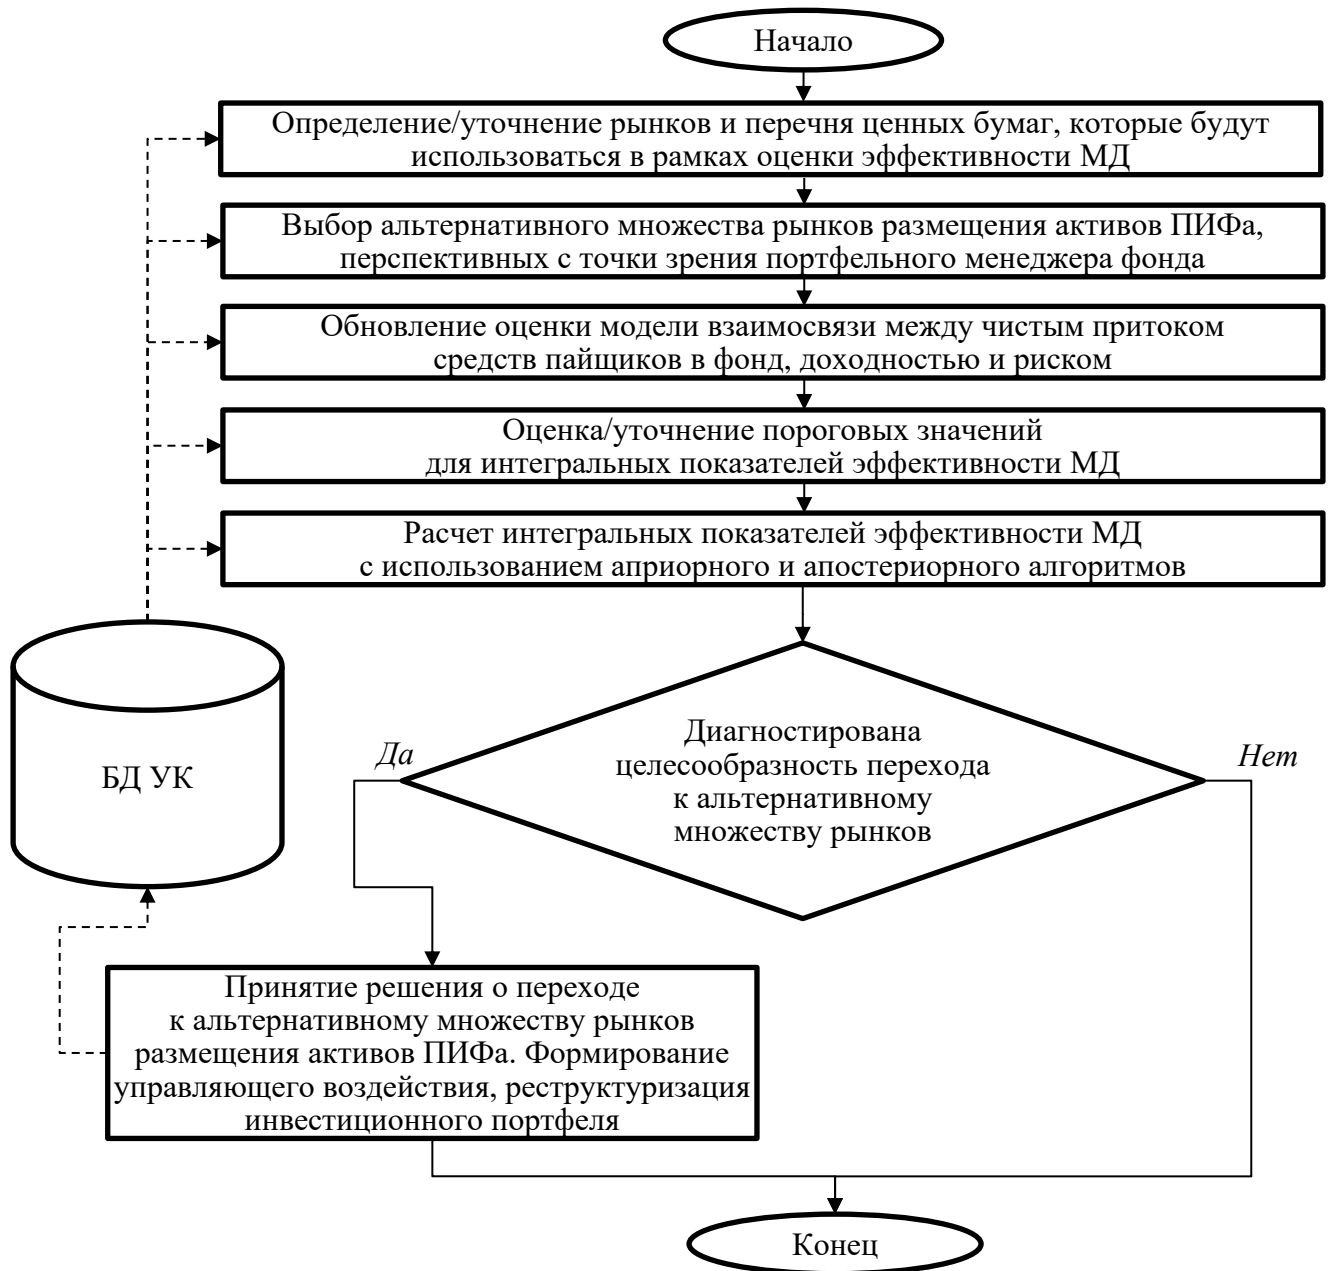 Начало
Определение/уточнение рынков и перечня ценных бумаг, которые будут
использоваться в рамках оценки эффективности МД
Выбор альтернативного множества рынков размещения активов ПИФа,
перспективных с точки зрения портфельного менеджера фонда
Обновление оценки модели взаимосвязи между чистым притоком
средств пайщиков в фонд, доходностью и риском
Оценка/уточнение пороговых значений
для интегральных показателей эффективности МД
Расчет интегральных показателей эффективности МД
с использованием априорного и апостериорного алгоритмов
БД УК
Да
Диагностирована
целесообразность перехода
к альтернативному
множеству рынков
Нет
Принятие решения о переходе
к альтернативному множеству рынков
размещения активов ПИФа. Формирование
управляющего воздействия, реструктуризация
инвестиционного портфеля
Конец